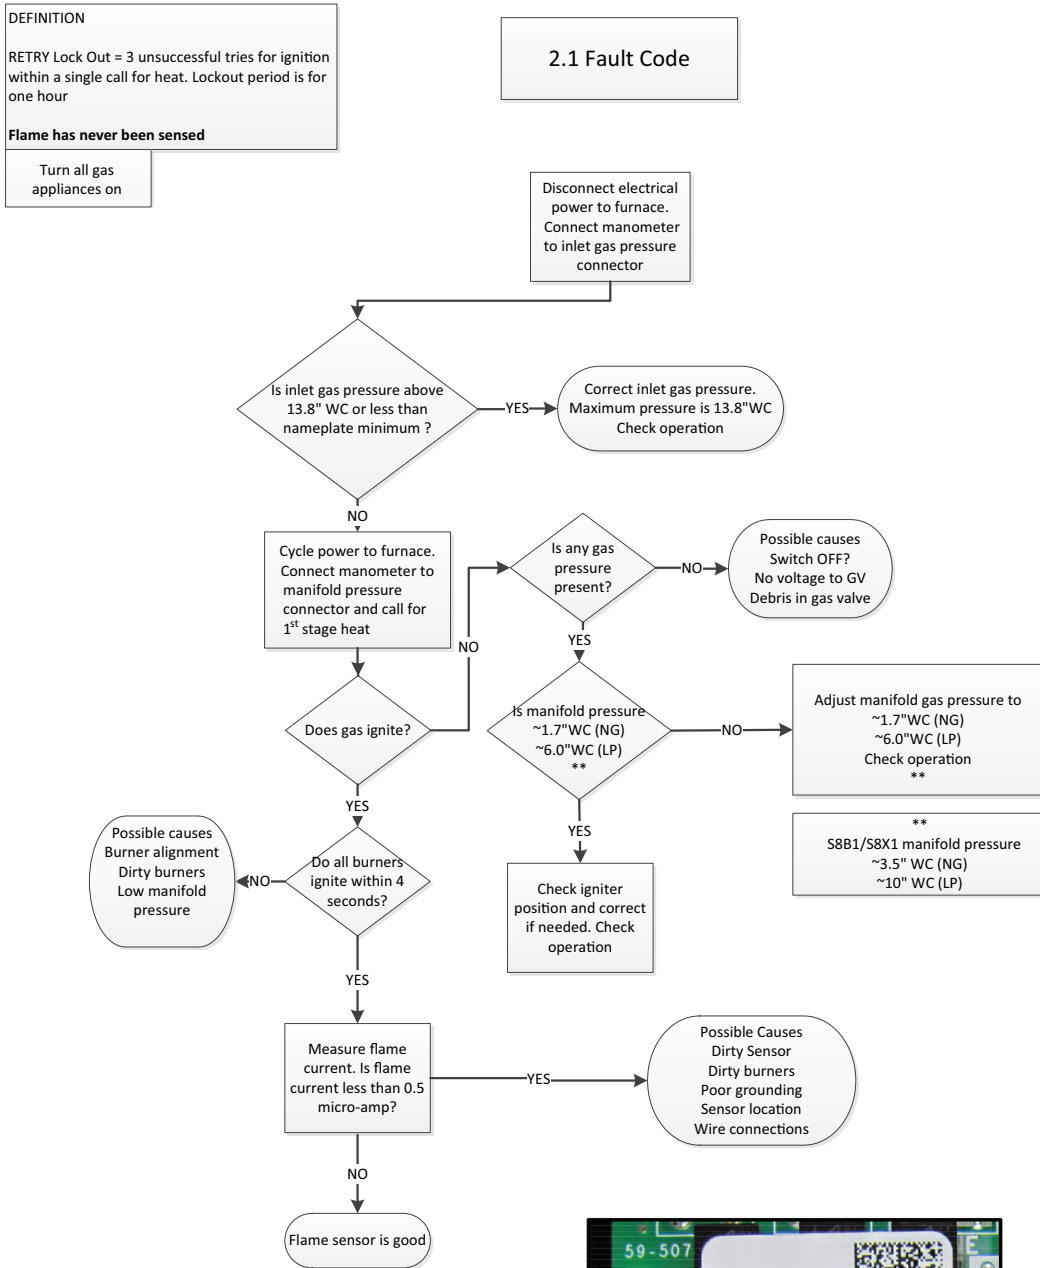 DEFINITION
RETRY Lock Out = 3 unsuccessful tries for ignition
within a single call for heat. Lockout period is for
one hour
Flame has never been sensed
Turn all gas
appliances on
2.1 Fault Code
Disconnect electrical
power to furnace.
Connect manometer
to inlet gas pressure
connector
Is inlet gas pressure above
13.8" WC or less than
nameplate minimum ?
YES
Correct inlet gas pressure.
Maximum pressure is 13.8"WC
Check operation
NO
Cycle power to furnace.
Connect manometer to
manifold pressure
connector and call for
1st stage heat
NO
Is any gas
pressure
present?
NO
Possible causes
Switch OFF?
No voltage to GV
Debris in gas valve
YES
Does gas ignite?
Is manifold pressure
~1.7"WC (NG)
~6.0"WC (LP)
**
NO
Adjust manifold gas pressure to
~1.7"WC (NG)
~6.0"WC (LP)
Check operation
**
**
S8B1/S8X1 manifold pressure
~3.5" WC (NG)
~10" WC (LP)
YES
YES
Check igniter
position and correct
if needed. Check
operation
Do all burners
ignite within 4
seconds?
NO
Possible causes
Burner alignment
Dirty burners
Low manifold
pressure
YES
Measure flame
current. Is flame
current less than 0.5
micro-amp?
YES
Possible Causes
Dirty Sensor
Dirty burners
Poor grounding
Sensor location
Wire connections
NO
Flame sensor is good
59-507
E